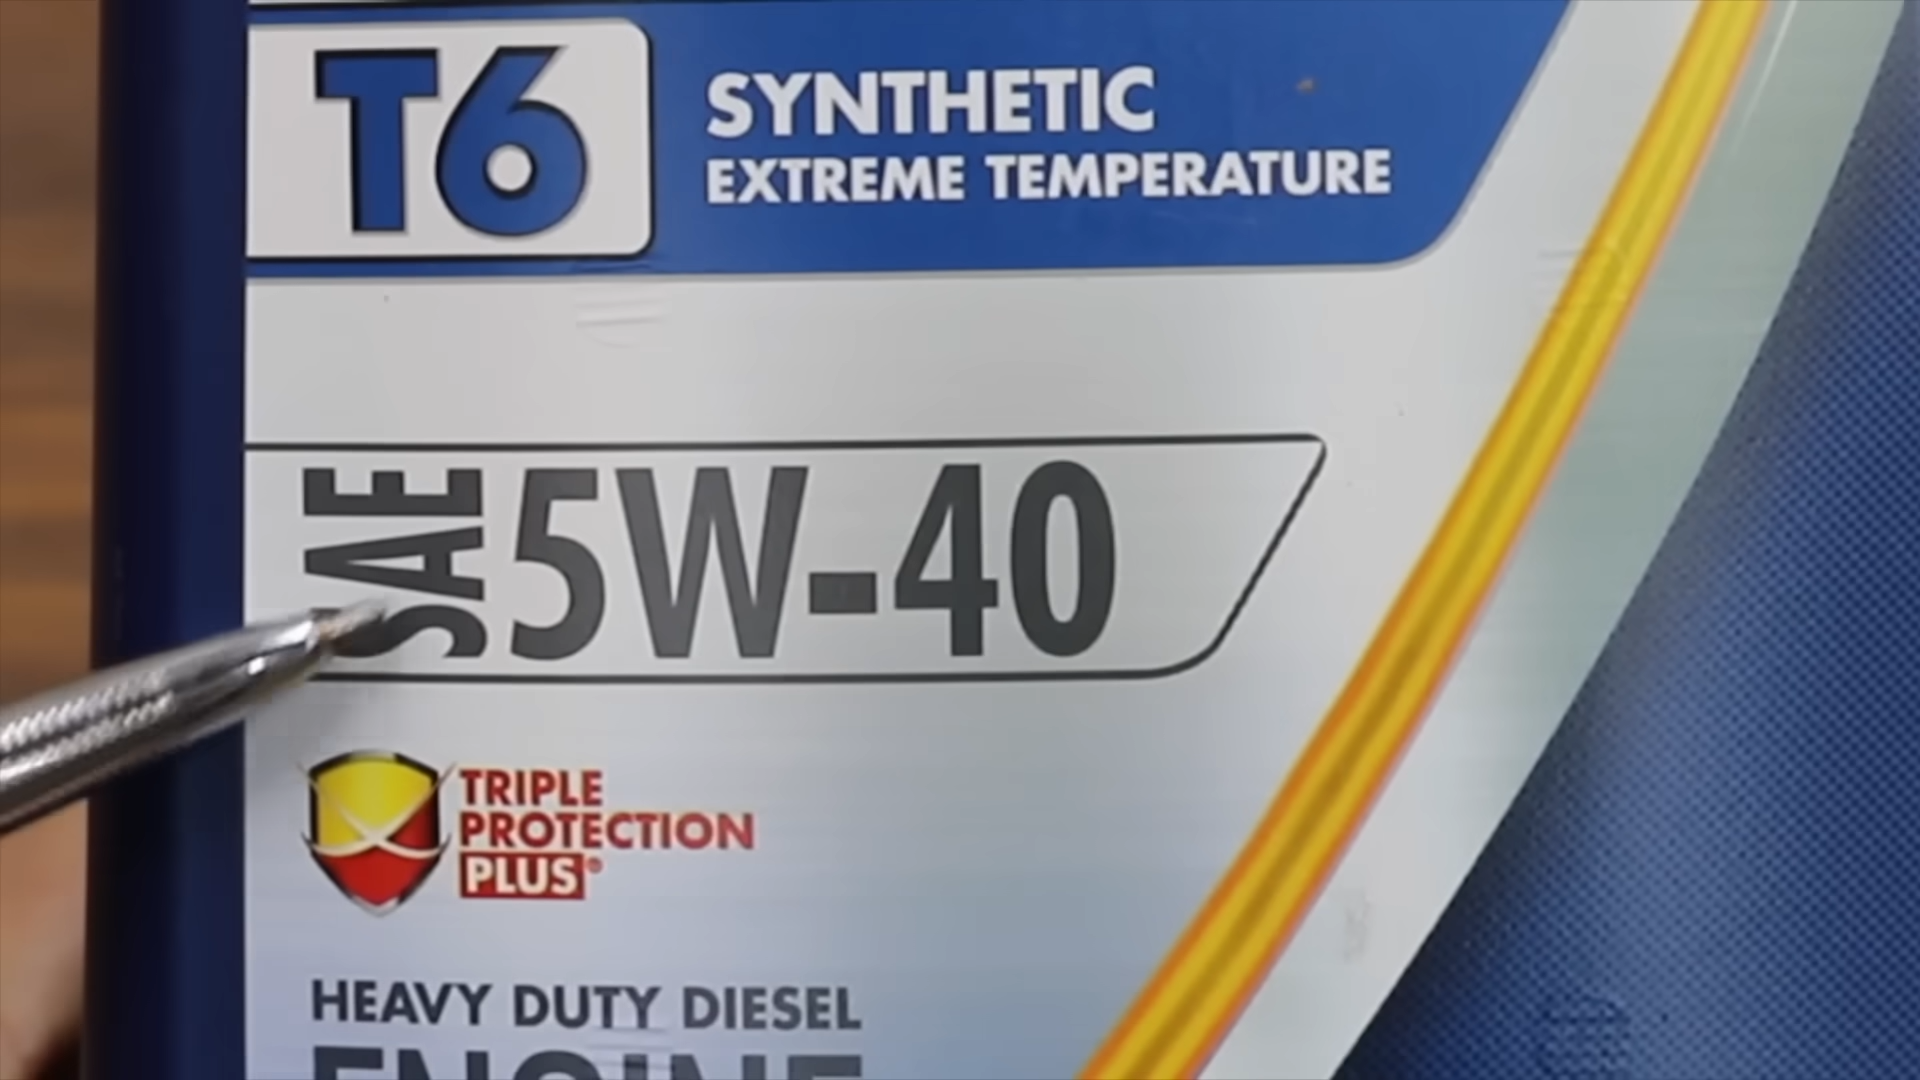 T6
SYNTHETIC
EXTREME TEMPERATURE
SAE 5W-40
TRIPLE
PROTECTION
PLUS®
HEAVY DUTY DIESEL
ENGINE